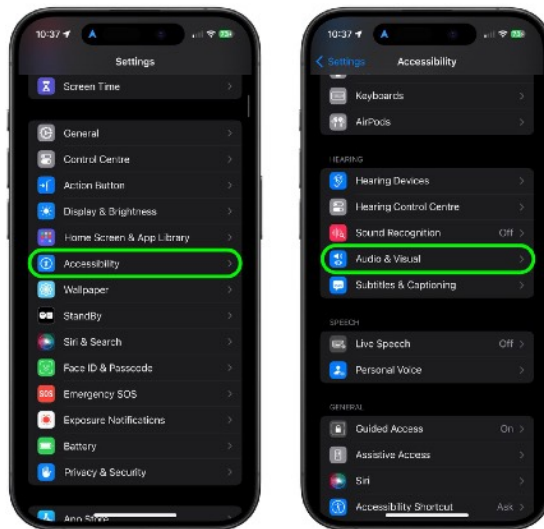 10:37
Settings
Screen Time
General
Control Centre
Action Button
Display & Brightness
Home Screen & App Library
Accessibility
Wallpaper
StandBy
Siri & Search
Face ID & Passcode
SOS
Emergency SOS
Exposure Notifications
Battery
Privacy & Security
App Store
10:37
Settings
Accessibility
Keyboards
AirPods
HEARING
Hearing Devices
Hearing Control Centre
Sound Recognition Off
Audio & Visual
Subtitles & Captioning
SPEECH
Live Speech Off
Personal Voice
GENERAL
Guided Access On
Assistive Access
Siri
Accessibility Shortcut Ask